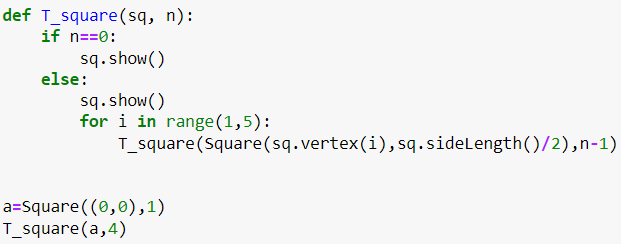 def T_square(sq, n):
    if n==0:
        sq.show()
    else:
        sq.show()
        for i in range(1,5):
            T_square(Square(sq.vertex(i),sq.sideLength()/2),n-1)
a=Square((0,0),1)
T_square(a,4)